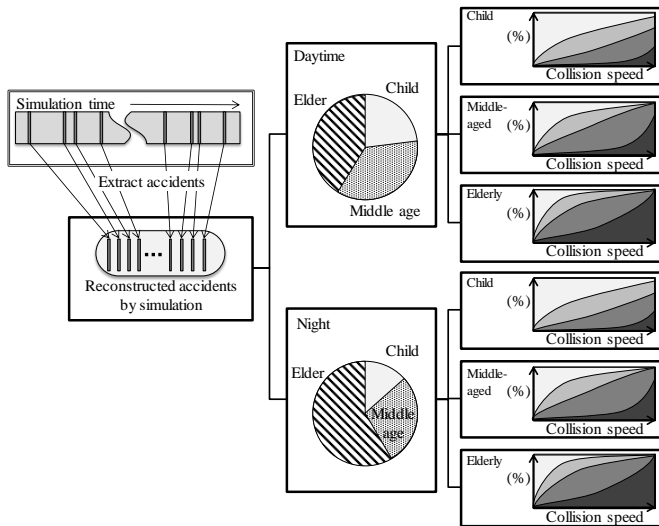 Simulation time
Extract accidents
...
Reconstructed accidents
by simulation
Daytime
Elder
Child
Middle age
Night
Child
Elder
Middle
age
Child
(%)
Collision speed
Middle-
aged
(%)
Collision speed
Elderly
(%)
Collision speed
Child
(%)
Collision speed
Middle-
aged
(%)
Collision speed
Elderly
(%)
Collision speed